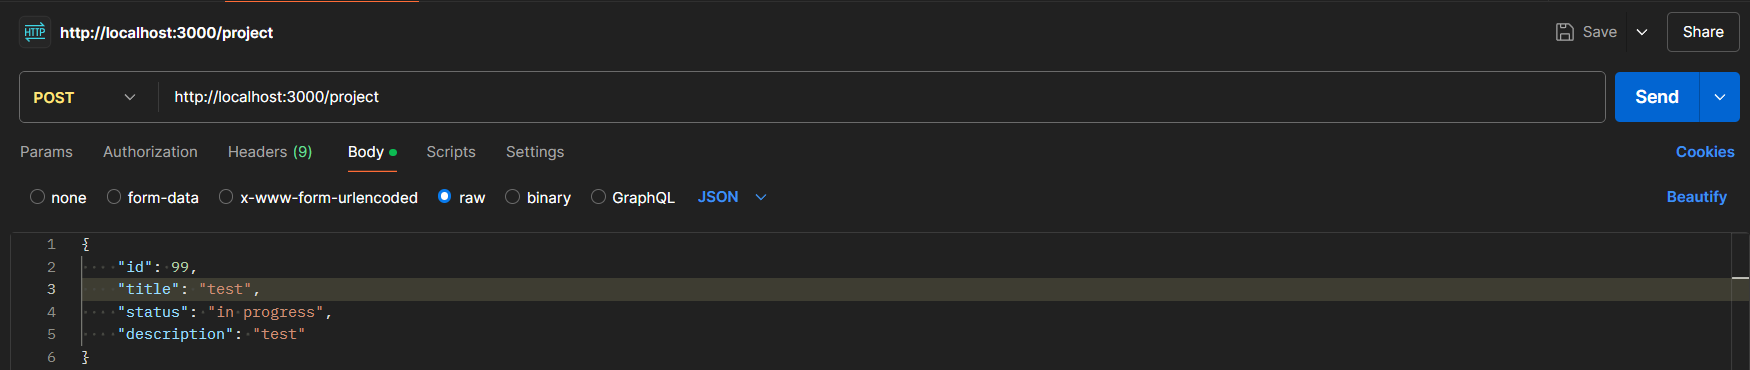 HTTP http://localhost:3000/project Save Share
POST http://localhost:3000/project Send
Params Authorization Headers (9) Body Scripts Settings Cookies
none form-data x-www-form-urlencoded raw binary GraphQL JSON Beautify
1 {
2 "id": 99,
3 "title": "test",
4 "status": "in progress",
5 "description": "test"
6 }